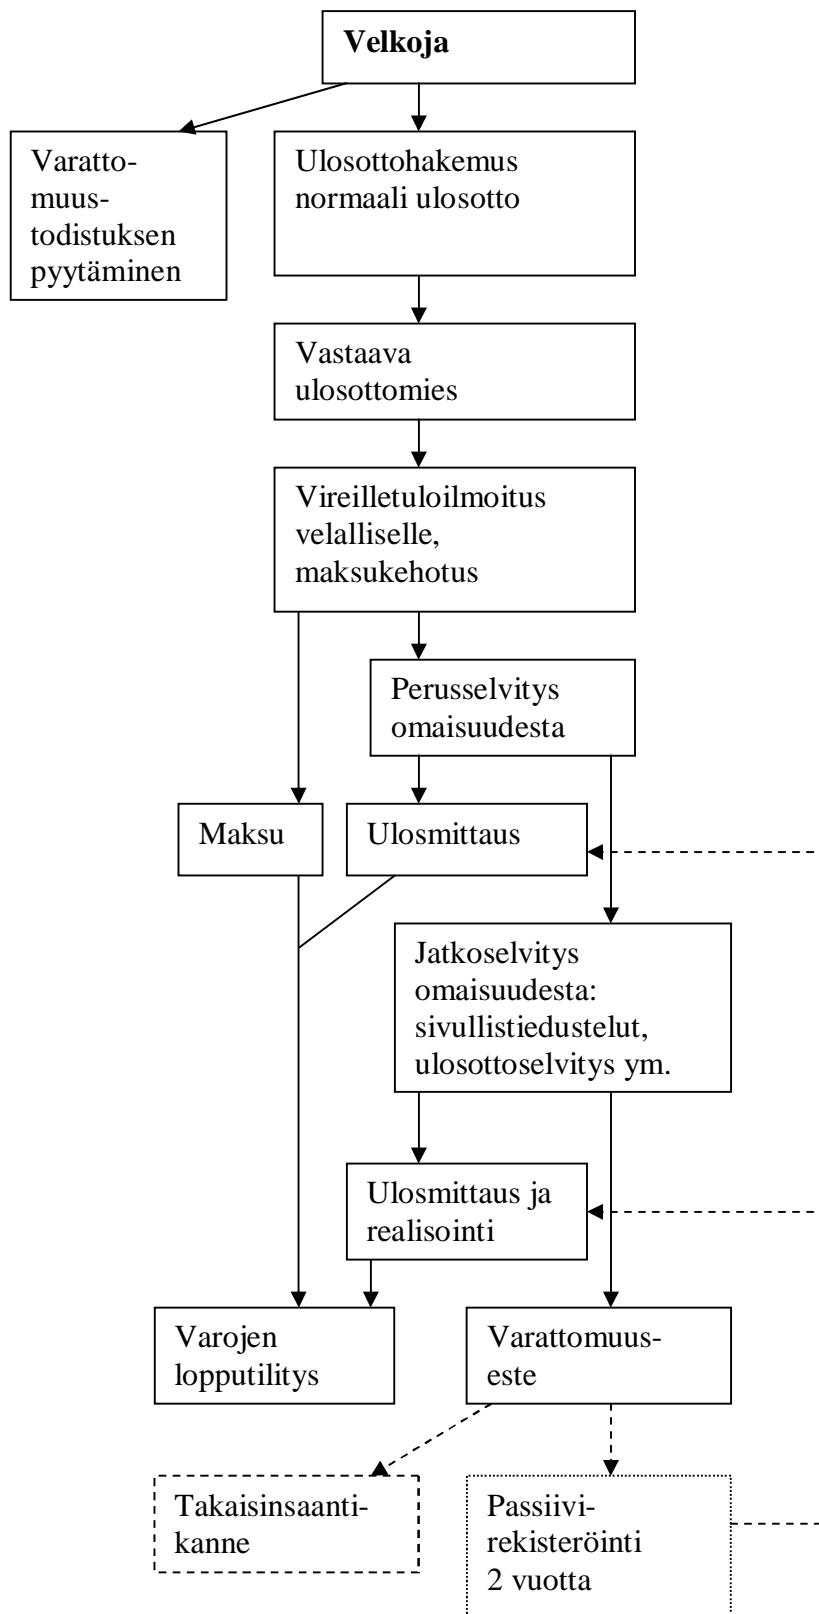 Velkoja
Varatto-
muus-
todistuksen
pyytäminen
Ulosottohakemus
normaali ulosotto
Vastaava
ulosottomies
Vireilletuloilmoitus
velalliselle,
maksukehotus
Perusselvitys
omaisuudesta
Maksu
Ulosmittaus
Jatkoselvitys
omaisuudesta:
sivullistiedustelut,
ulosottoselvitys ym.
Ulosmittaus ja
realisointi
Varojen
lopputilitys
Varattomuus-
este
Takaisinsaanti-
kanne
Passiivi-
rekisteröinti
2 vuotta